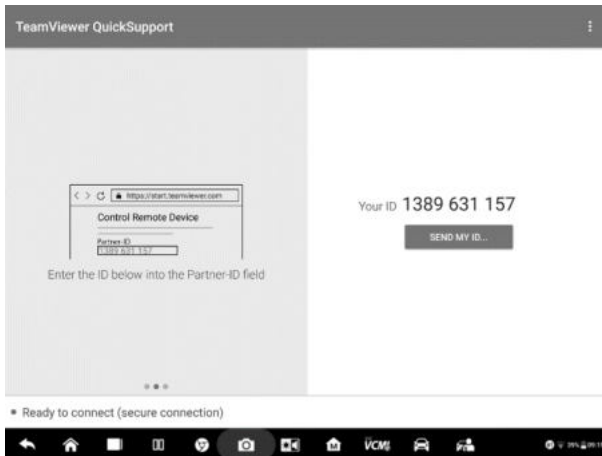 TeamViewer QuickSupport
https://start.teamviewer.com
Control Remote Device
Partner-ID
1389 631 157
Enter the ID below into the Partner-ID field
Your ID 1389 631 157
SEND MY ID...
Ready to connect (secure connection)
VCMI
39%